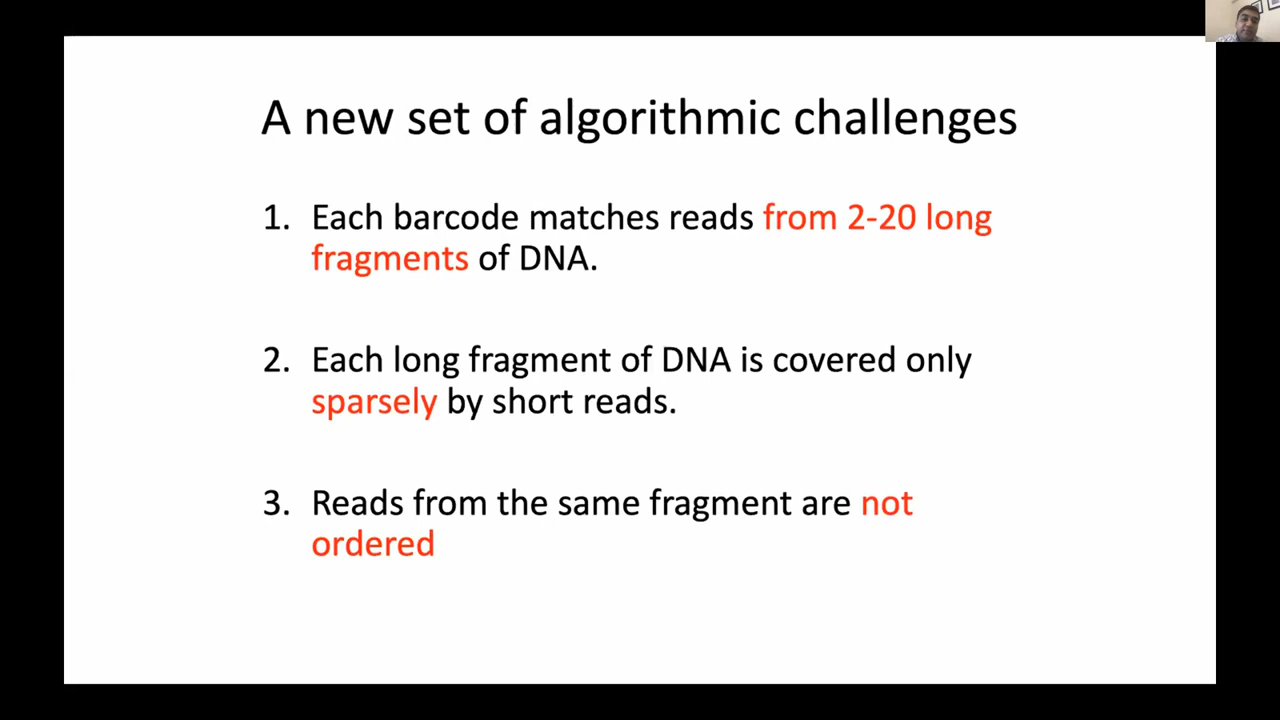 A new set of algorithmic challenges
1. Each barcode matches reads from 2-20 long
fragments of DNA.
2. Each long fragment of DNA is covered only
sparsely by short reads.
3. Reads from the same fragment are not
ordered